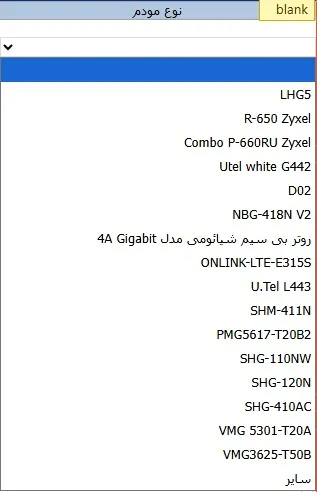 نوع مودم
blank
LHG5
R-650 Zyxel
Combo P-660RU Zyxel
Utel white G442
D02
NBG-418N V2
روتر بی سیم شیائومی مدل 4A Gigabit
ONLINK-LTE-E315S
U.Tel L443
SHM-411N
PMG5617-T20B2
SHG-110NW
SHG-120N
SHG-410AC
VMG 5301-T20A
VMG3625-T50B
سایر